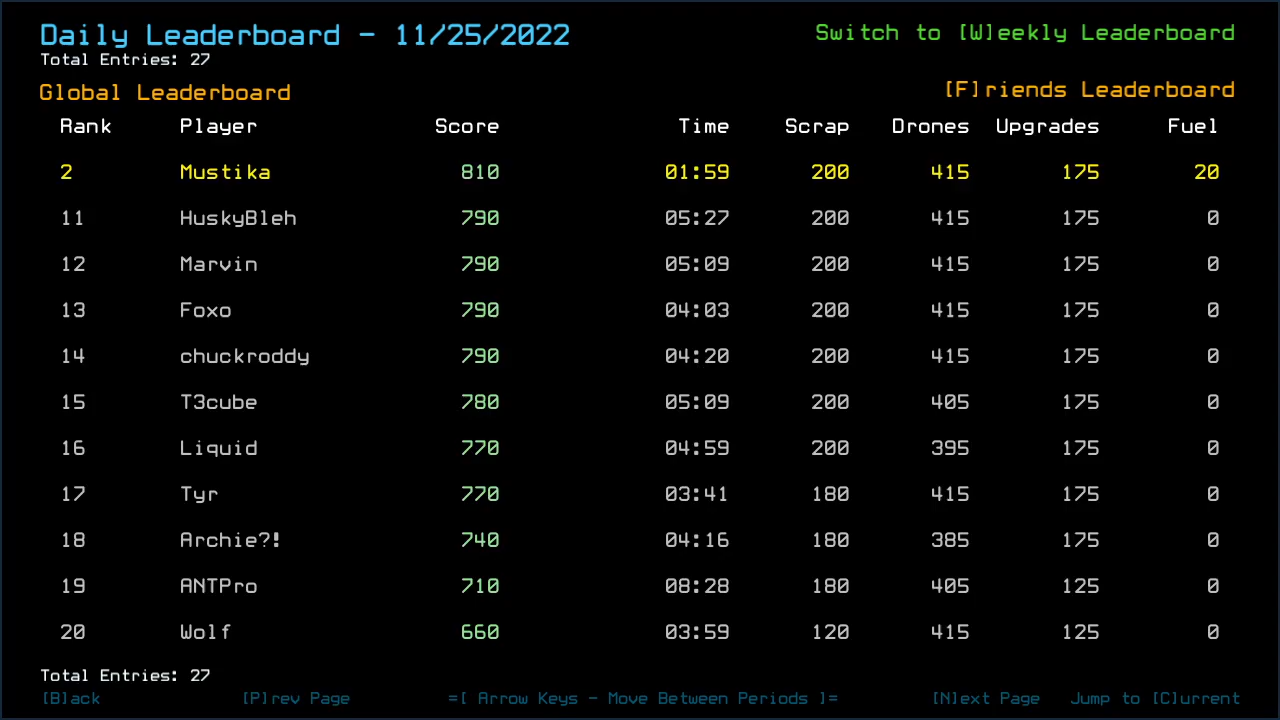 Daily Leaderboard - 11/25/2022 Switch to [W]eekly Leaderboard
Total Entries: 27
Global Leaderboard [F]riends Leaderboard
Rank Player Score Time Scrap Drones Upgrades Fuel
2 Mustika 810 01:59 200 415 175 20
11 HuskyBleh 790 05:27 200 415 175 0
12 Marvin 790 05:09 200 415 175 0
13 Foxo 790 04:03 200 415 175 0
14 chuckroddy 790 04:20 200 415 175 0
15 T3cube 780 05:09 200 405 175 0
16 Liquid 770 04:59 200 395 175 0
17 Tyr 770 03:41 180 415 175 0
18 Archie?! 740 04:16 180 385 175 0
19 ANTPro 710 08:28 180 405 125 0
20 Wolf 660 03:59 120 415 125 0
Total Entries: 27
[B]ack [P]rev Page =[ Arrow Keys - Move Between Periods ]= [N]ext Page Jump to [C]urrent